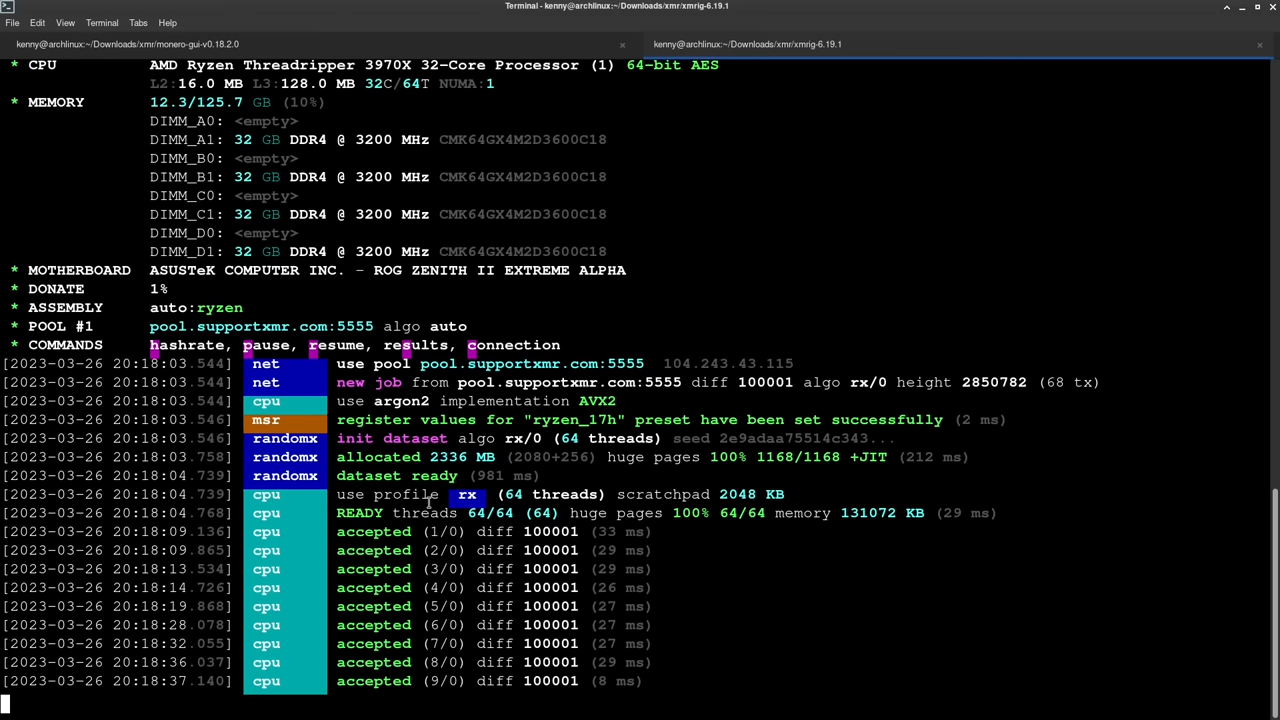 Terminal - kenny@archlinux:~/Downloads/xmr/xmrig-6.19.1
File Edit View Terminal Tabs Help
kenny@archlinux:~/Downloads/xmr/monero-gui-v0.18.2.0 kenny@archlinux:~/Downloads/xmr/xmrig-6.19.1
* CPU AMD Ryzen Threadripper 3970X 32-Core Processor (1) 64-bit AES
L2:16.0 MB L3:128.0 MB 32C/64T NUMA:1
* MEMORY 12.3/125.7 GB (10%)
DIMM_A0: <empty>
DIMM_A1: 32 GB DDR4 @ 3200 MHz CMK64GX4M2D3600C18
DIMM_B0: <empty>
DIMM_B1: 32 GB DDR4 @ 3200 MHz CMK64GX4M2D3600C18
DIMM_C0: <empty>
DIMM_C1: 32 GB DDR4 @ 3200 MHz CMK64GX4M2D3600C18
DIMM_D0: <empty>
DIMM_D1: 32 GB DDR4 @ 3200 MHz CMK64GX4M2D3600C18
* MOTHERBOARD ASUSTeK COMPUTER INC. - ROG ZENITH II EXTREME ALPHA
* DONATE 1%
* ASSEMBLY auto:ryzen
* POOL #1 pool.supportxmr.com:5555 algo auto
* COMMANDS hashrate, pause, resume, results, connection
[2023-03-26 20:18:03.544] net use pool pool.supportxmr.com:5555 104.243.43.115
[2023-03-26 20:18:03.544] net new job from pool.supportxmr.com:5555 diff 100001 algo rx/0 height 2850782 (68 tx)
[2023-03-26 20:18:03.544] cpu use argon2 implementation AVX2
[2023-03-26 20:18:03.546] msr register values for "ryzen_17h" preset have been set successfully (2 ms)
[2023-03-26 20:18:03.546] randomx init dataset algo rx/0 (64 threads) seed 2e9adaa75514c343...
[2023-03-26 20:18:03.758] randomx allocated 2336 MB (2080+256) huge pages 100% 1168/1168 +JIT (212 ms)
[2023-03-26 20:18:04.739] randomx dataset ready (981 ms)
[2023-03-26 20:18:04.739] cpu use profile rx (64 threads) scratchpad 2048 KB
[2023-03-26 20:18:04.768] cpu READY threads 64/64 (64) huge pages 100% 64/64 memory 131072 KB (29 ms)
[2023-03-26 20:18:09.136] cpu accepted (1/0) diff 100001 (33 ms)
[2023-03-26 20:18:09.865] cpu accepted (2/0) diff 100001 (29 ms)
[2023-03-26 20:18:13.534] cpu accepted (3/0) diff 100001 (29 ms)
[2023-03-26 20:18:14.726] cpu accepted (4/0) diff 100001 (26 ms)
[2023-03-26 20:18:19.868] cpu accepted (5/0) diff 100001 (27 ms)
[2023-03-26 20:18:28.078] cpu accepted (6/0) diff 100001 (27 ms)
[2023-03-26 20:18:32.055] cpu accepted (7/0) diff 100001 (29 ms)
[2023-03-26 20:18:36.037] cpu accepted (8/0) diff 100001 (29 ms)
[2023-03-26 20:18:37.140] cpu accepted (9/0) diff 100001 (8 ms)